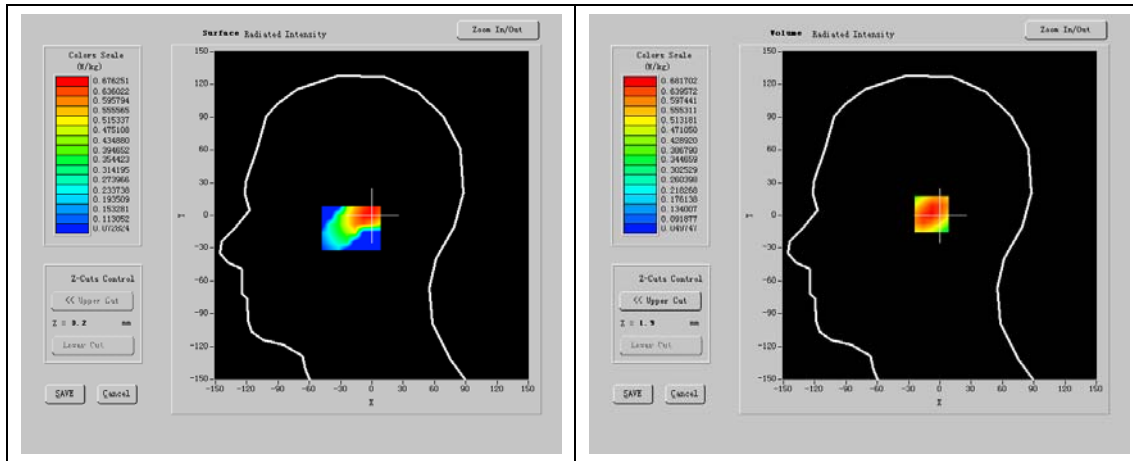 Surface Radiated Intensity
Zoom In/Out
Colors Scale
(W/kg)
0.676251
0.636022
0.595794
0.555565
0.515337
0.475108
0.434880
0.394652
0.354423
0.314195
0.273966
0.233738
0.193509
0.153281
0.113052
0.072824
Z-Cuts Control
<< Upper Cut
Z = mm
Lower Cut
SAVE Cancel
150
120
90
60
30
0
-30
-60
-90
-120
-150
Y
-150 -120 -90 -60 -30 0 30 60 90 120 150
X
Volume Radiated Intensity
Zoom In/Out
Colors Scale
(W/kg)
0.681702
0.639572
0.597441
0.555311
0.513181
0.471050
0.428920
0.386790
0.344659
0.302529
0.260398
0.218268
0.176138
0.134007
0.091877
0.049747
Z-Cuts Control
<< Upper Cut
Z = 1.9 mm
Lower Cut
SAVE Cancel
150
120
90
60
30
0
-30
-60
-90
-120
-150
Y
-150 -120 -90 -60 -30 0 30 60 90 120 150
X